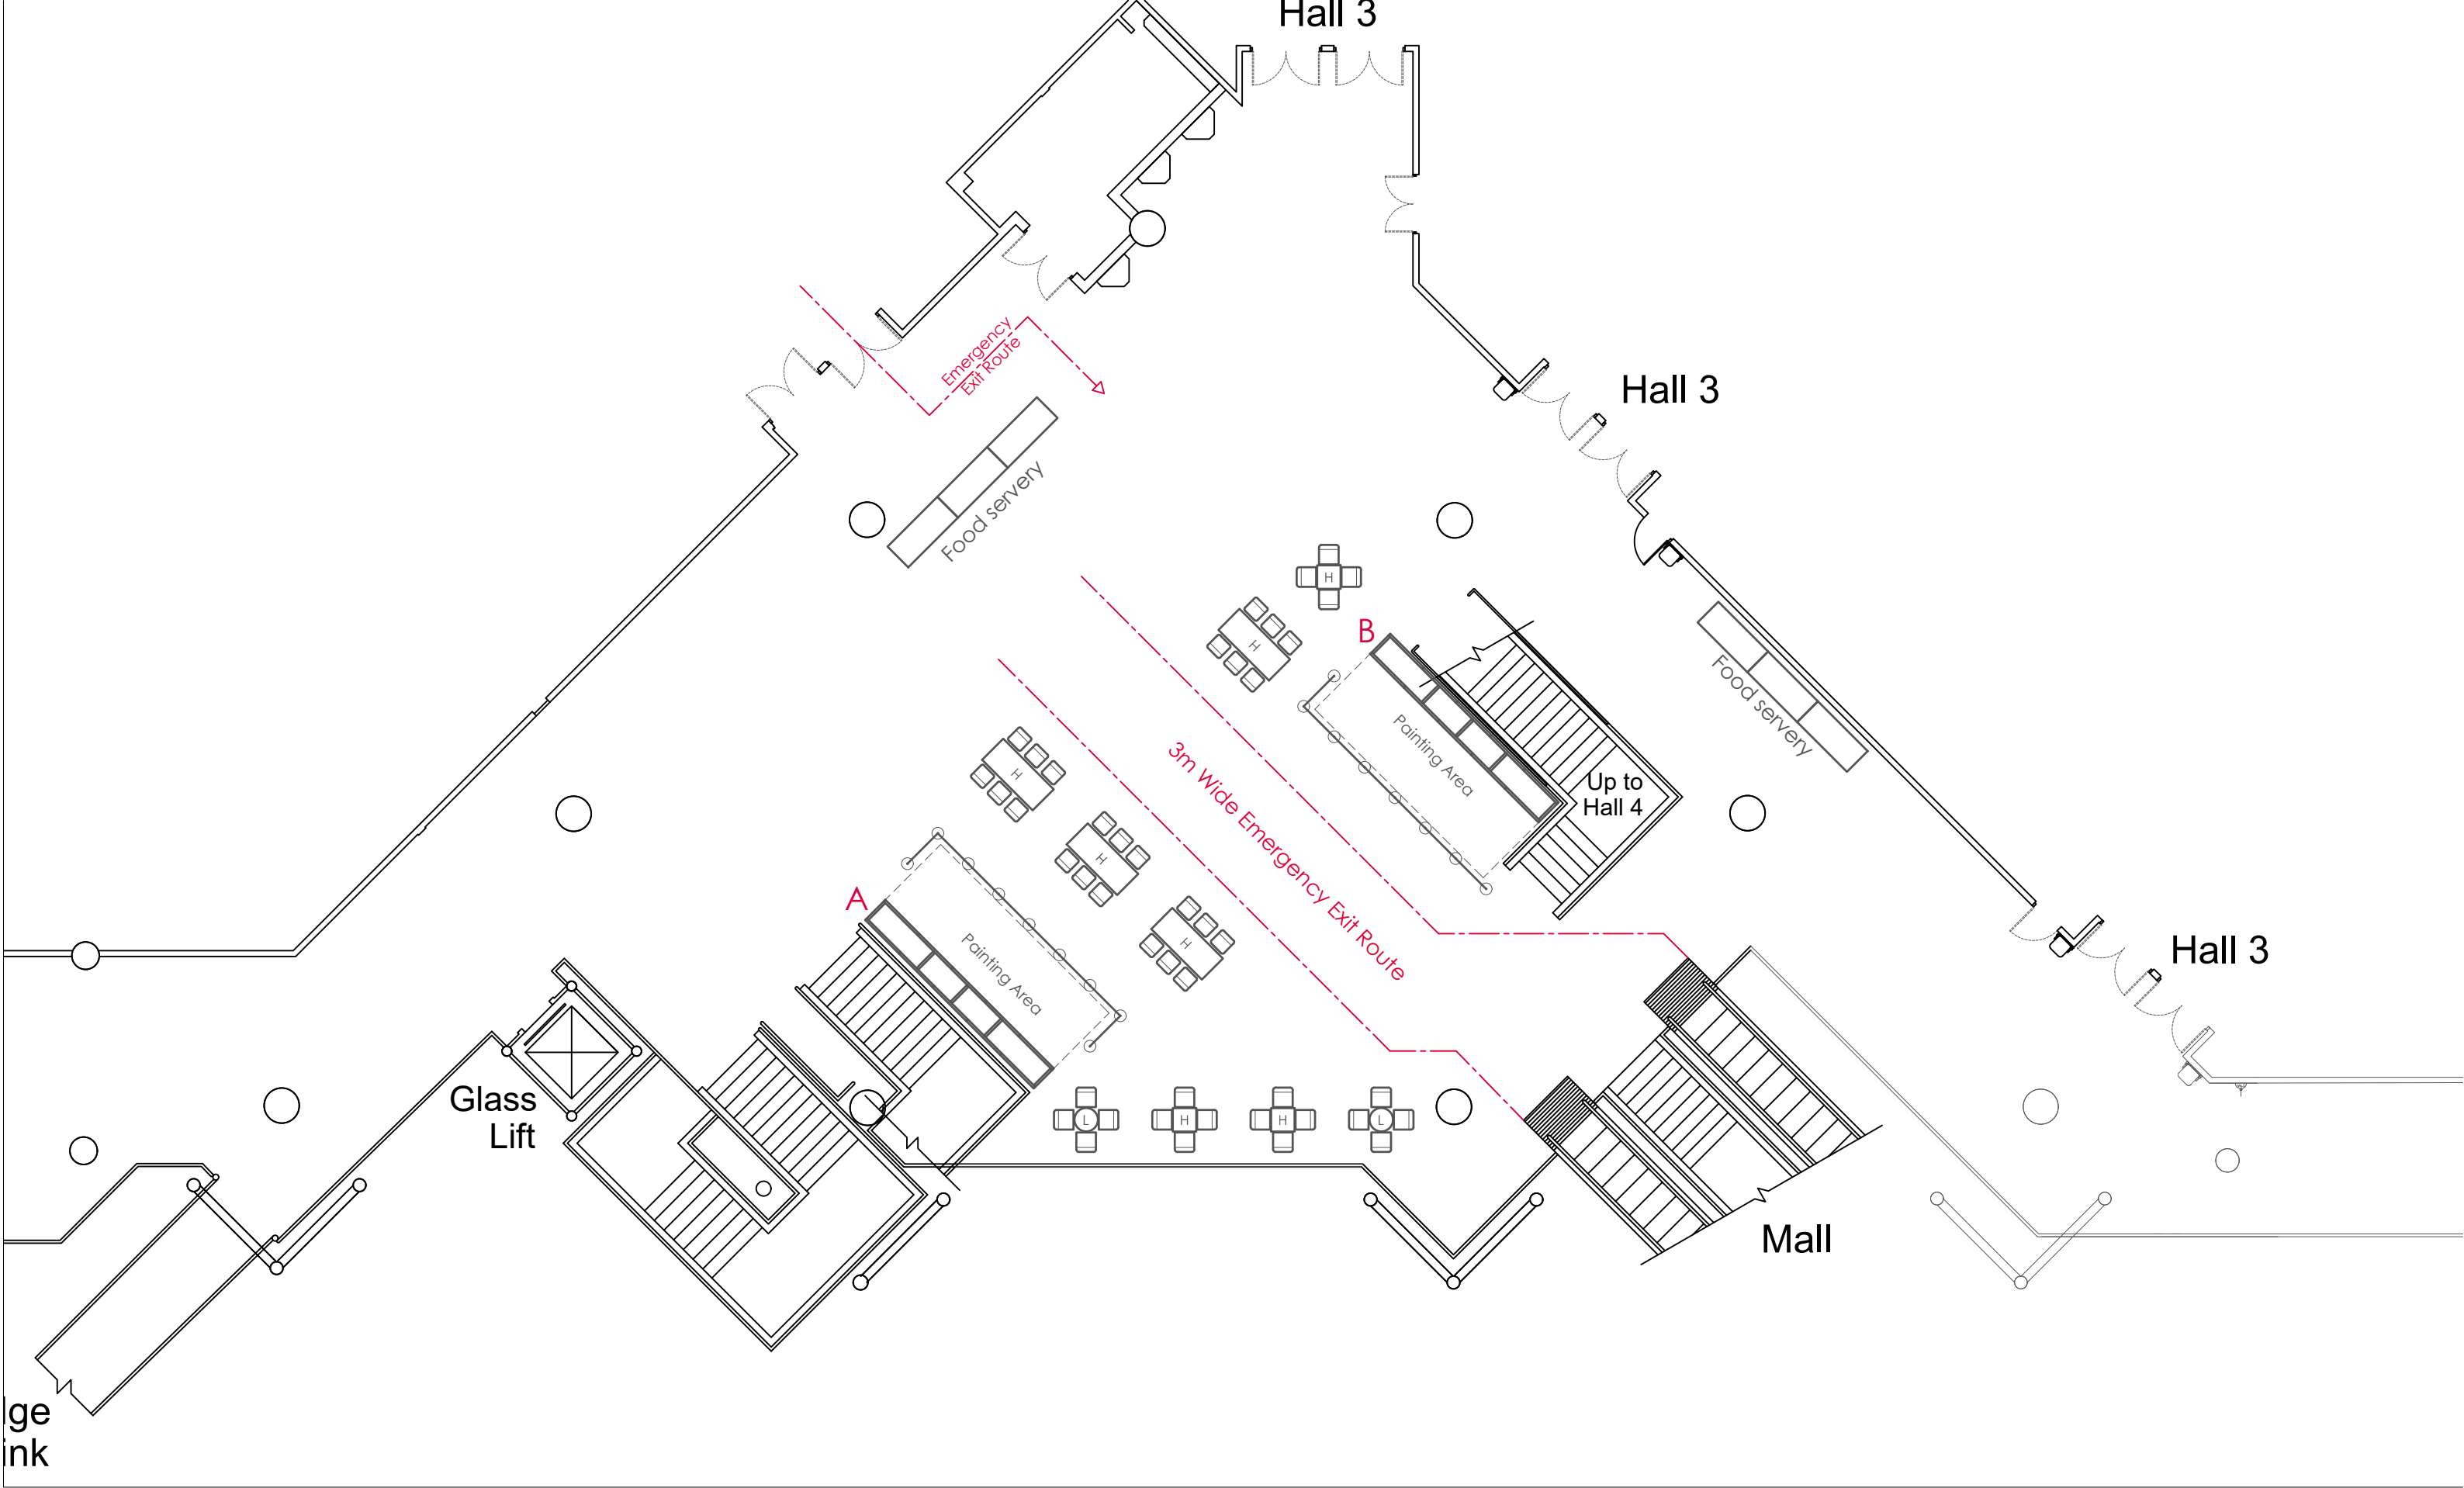 Hall 3
Emergency
Exit Route
Hall 3
Food servery
H
H
B
Food servery
Painting Area
3m Wide Emergency Exit Route
Up to
Hall 4
H
H
H
A
Painting Area
Hall 3
Glass
Lift
L
H
H
L
Mall
lge
ink